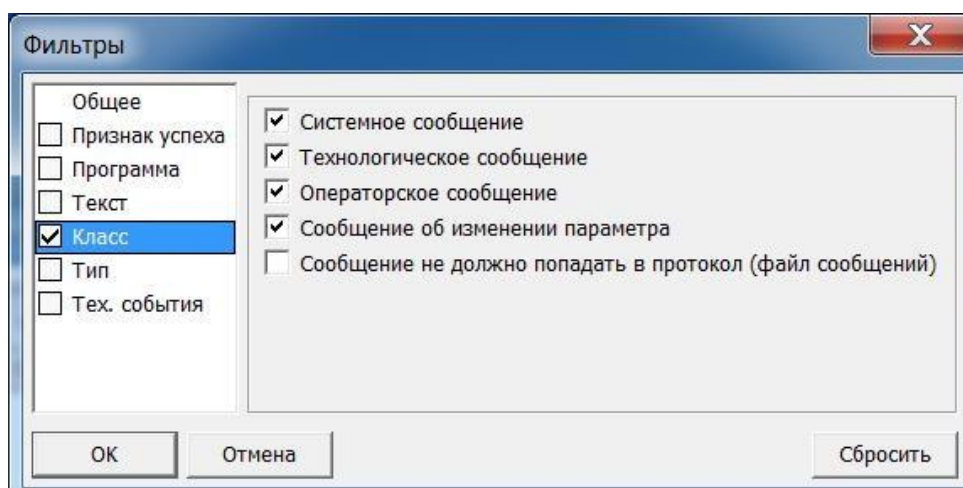 Фильтры
Общее
Признак успеха
Программа
Текст
Класс
Тип
Тех. события
Системное сообщение
Технологическое сообщение
Операторское сообщение
Сообщение об изменении параметра
Сообщение не должно попадать в протокол (файл сообщений)
OK
Отмена
Сбросить